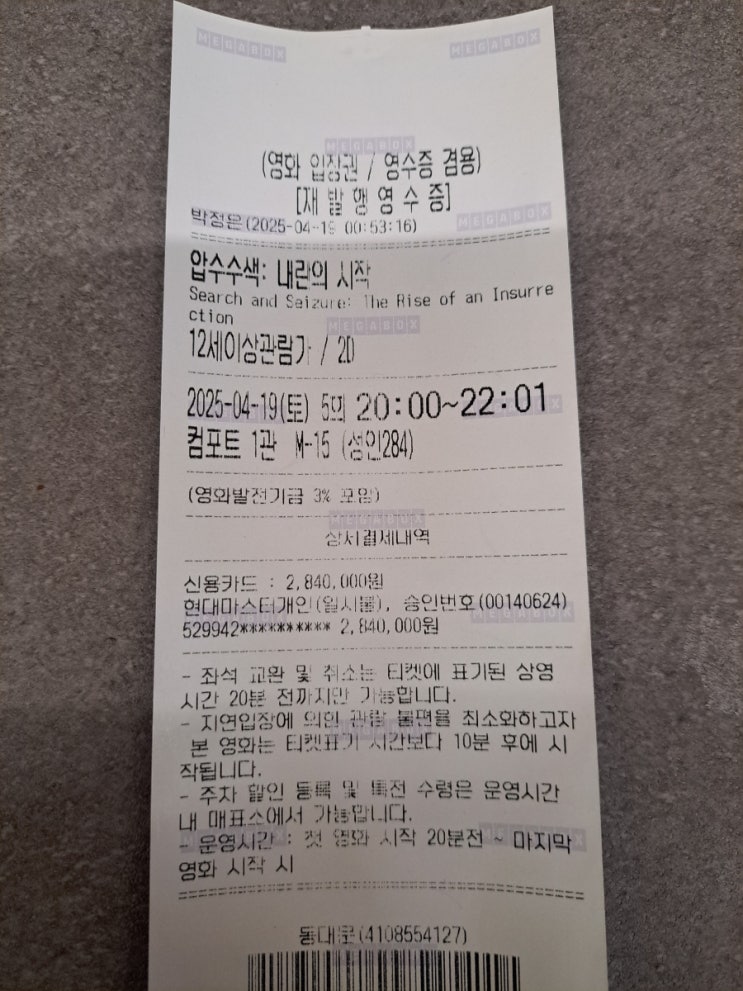 MEGABOX MEGABOX
MEGABOX
(영화 입장권 / 영수증 겸용)
[재 발 행 영 수 증]
박정은(2025-04-19 00:53:16) MEGABOX
압수수색: 내란의 시작
Search and Seizure: The Rise of an Insurre
ction
MEGABOX
12세이상관람가 / 2D
2025-04-19(토) 5회 20:00~22:01
컴포트 1관 M-15 (성인284)
(영화발전기금 3% 포함)
MEGABOX
상세결제내역
신용카드 : 2,840,000원
현대마스터개인(일시불), 승인번호(00140624)
529942********** 2,840,000원
- 좌석 교환 및 취소는 티켓에 표기된 상영
시간 20분 전까지만 가능합니다.
- 지연입장에 의한 관람 불편을 최소화하고자
본 영화는 티켓표기 시간보다 10분 후에 시
작됩니다.
- 주차 할인 등록 및 특전 수령은 운영시간
내 매표소에서 가능합니다.
- 운영시간 : 첫 영화 시작 20분전 ~ 마지막
영화 시작 시
동대문(4108554127)